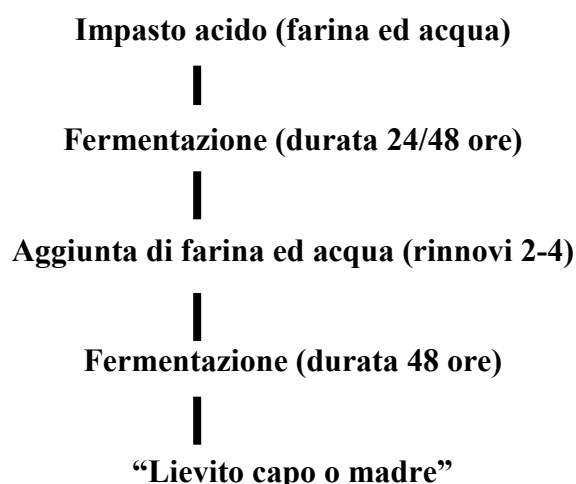 Impasto acido (farina ed acqua)
Fermentazione (durata 24/48 ore)
Aggiunta di farina ed acqua (rinnovi 2-4)
Fermentazione (durata 48 ore)
“Lievito capo o madre”